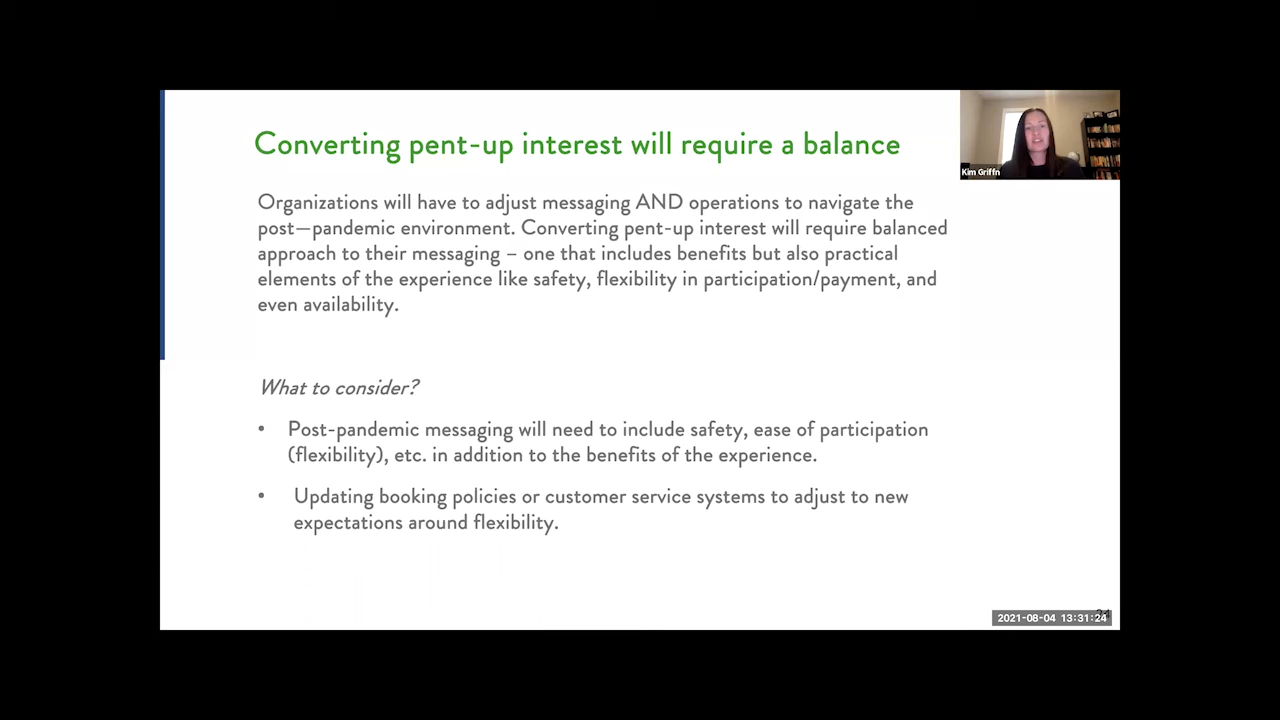 Converting pent-up interest will require a balance
Kim Griffn
Organizations will have to adjust messaging AND operations to navigate the
post—pandemic environment. Converting pent-up interest will require balanced
approach to their messaging – one that includes benefits but also practical
elements of the experience like safety, flexibility in participation/payment, and
even availability.
What to consider?
• Post-pandemic messaging will need to include safety, ease of participation
(flexibility), etc. in addition to the benefits of the experience.
• Updating booking policies or customer service systems to adjust to new
expectations around flexibility.
2021-08-04 13:31:24